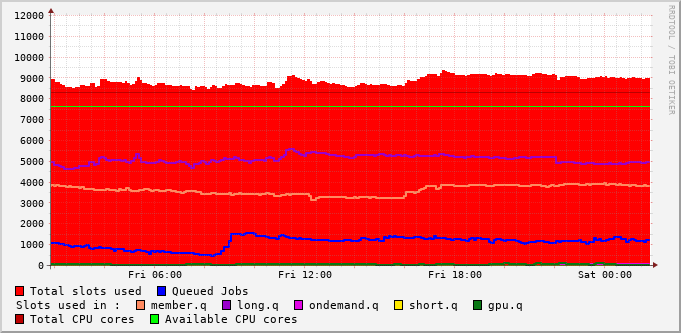 RRDTOOL / TOBI OETIKER
12000
11000
10000
9000
8000
7000
6000
5000
4000
3000
2000
1000
0
Fri 06:00 Fri 12:00 Fri 18:00 Sat 00:00
Total slots used Queued Jobs
Slots used in : member.q long.q ondemand.q short.q gpu.q
Total CPU cores Available CPU cores